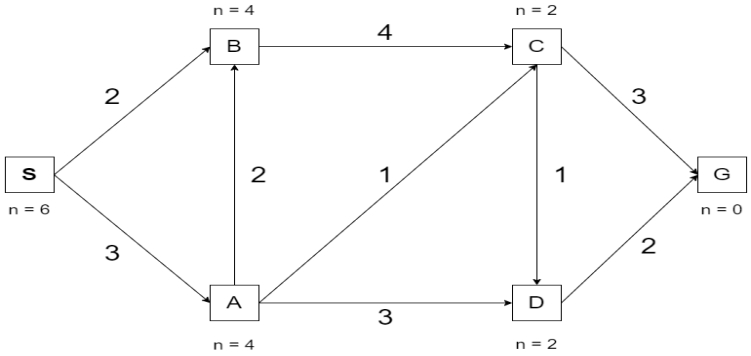 n = 4
n = 2
B
4
C
2
3
S
2
1
1
G
n = 6
n = 0
3
2
A
D
3
n = 4
n = 2